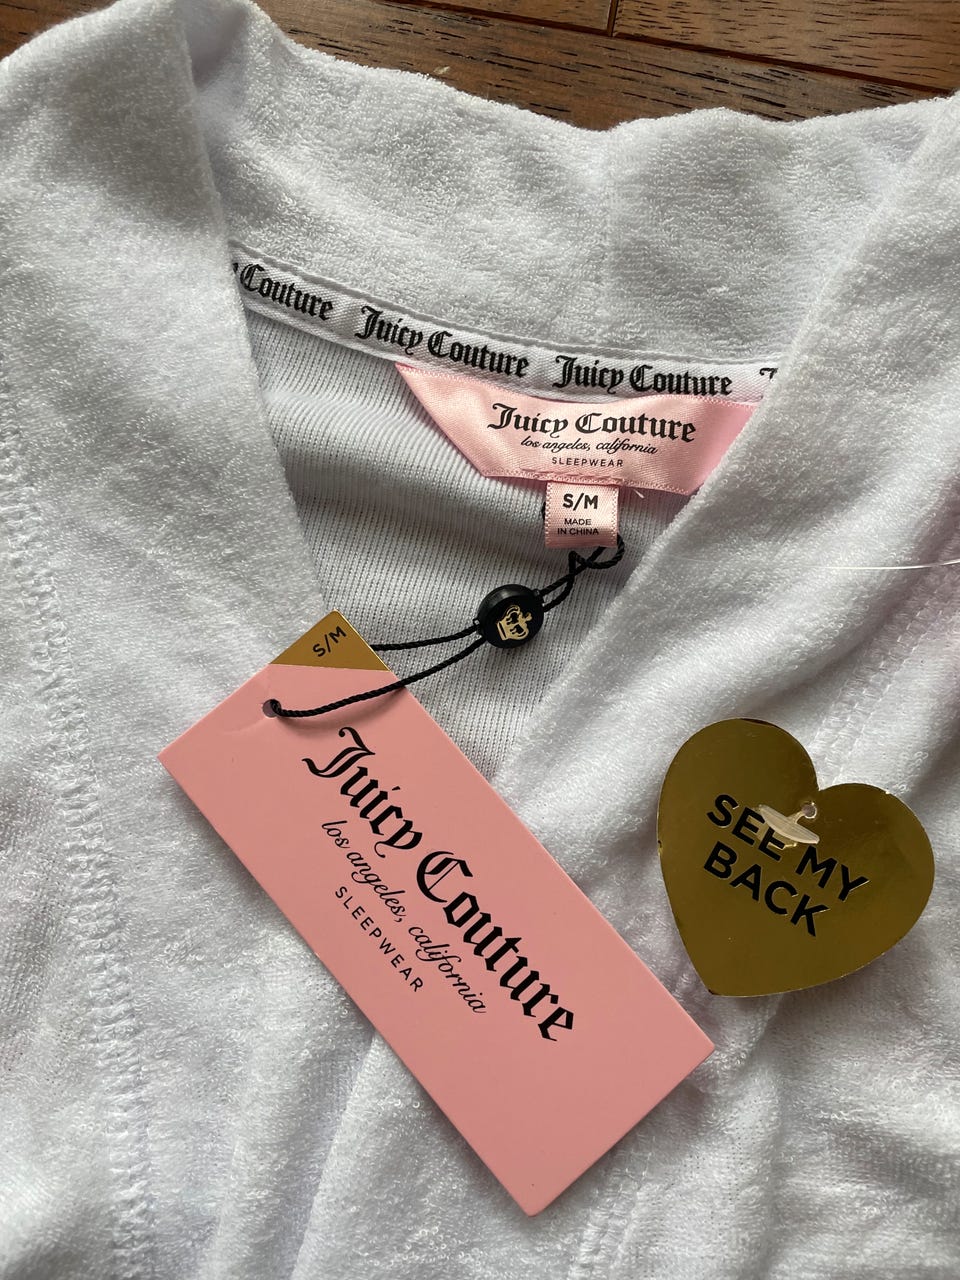 Couture Juicy Couture Juicy Couture
Juicy Couture
los angeles, california
SLEEPWEAR
S/M
MADE
IN CHINA
S/M
Juicy Couture
los angeles, california
SLEEPWEAR
SEE MY
BACK